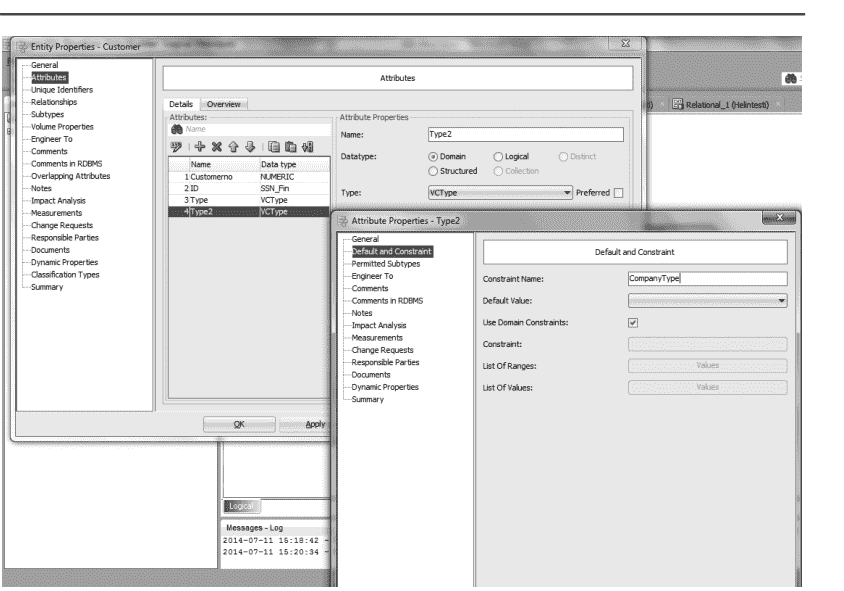 Entity Properties - Customer
General
Attributes
Unique Identifiers
Relationships
Subtypes
Volume Properties
Engineer To
Comments
Comments in RDBMS
Overlapping Attributes
Notes
Impact Analysis
Measurements
Change Requests
Responsible Parties
Documents
Dynamic Properties
Classification Types
Summary
Attributes
Details Overview
Attributes:
Name
Name Data type
1 Customerno NUMERIC
2 ID SSN_Fin
3 Type VCType
4 Type2 VCType
Attribute Properties
Name: Type2
Datatype: Domain Logical Distinct
Structured Collection
Type: VCType Preferred
OK Apply
Relational_1 (Helintesti)
Attribute Properties - Type2
General
Default and Constraint
Permitted Subtypes
Engineer To
Comments
Comments in RDBMS
Notes
Impact Analysis
Measurements
Change Requests
Responsible Parties
Documents
Dynamic Properties
Summary
Default and Constraint
Constraint Name: CompanyType
Default Value:
Use Domain Constraints:
Constraint:
List Of Ranges: Values
List Of Values: Values
Logical
Messages - Log
2014-07-11 15:18:42 -
2014-07-11 15:20:34 -